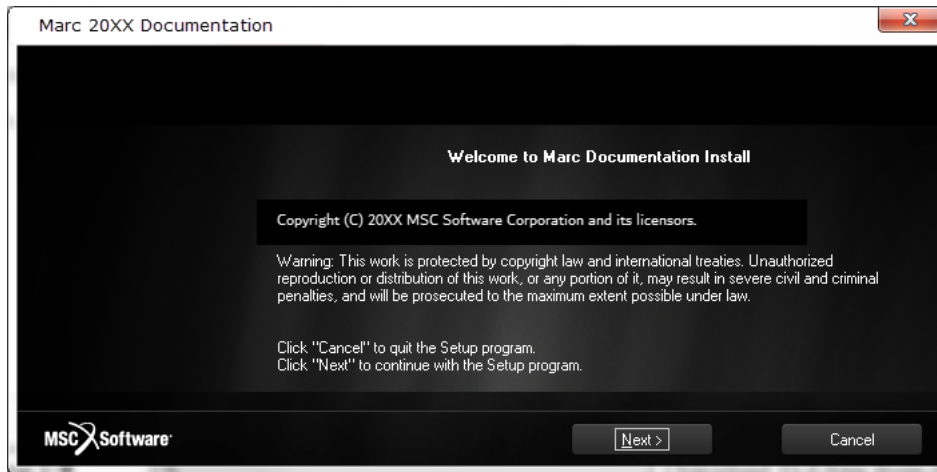 Marc 20XX Documentation
X
Welcome to Marc Documentation Install
Copyright (C) 20XX MSC Software Corporation and its licensors.
Warning: This work is protected by copyright law and international treaties. Unauthorized
reproduction or distribution of this work, or any portion of it, may result in severe civil and criminal
penalties, and will be prosecuted to the maximum extent possible under law.
Click "Cancel" to quit the Setup program.
Click "Next" to continue with the Setup program.
MSC Software
Next >
Cancel